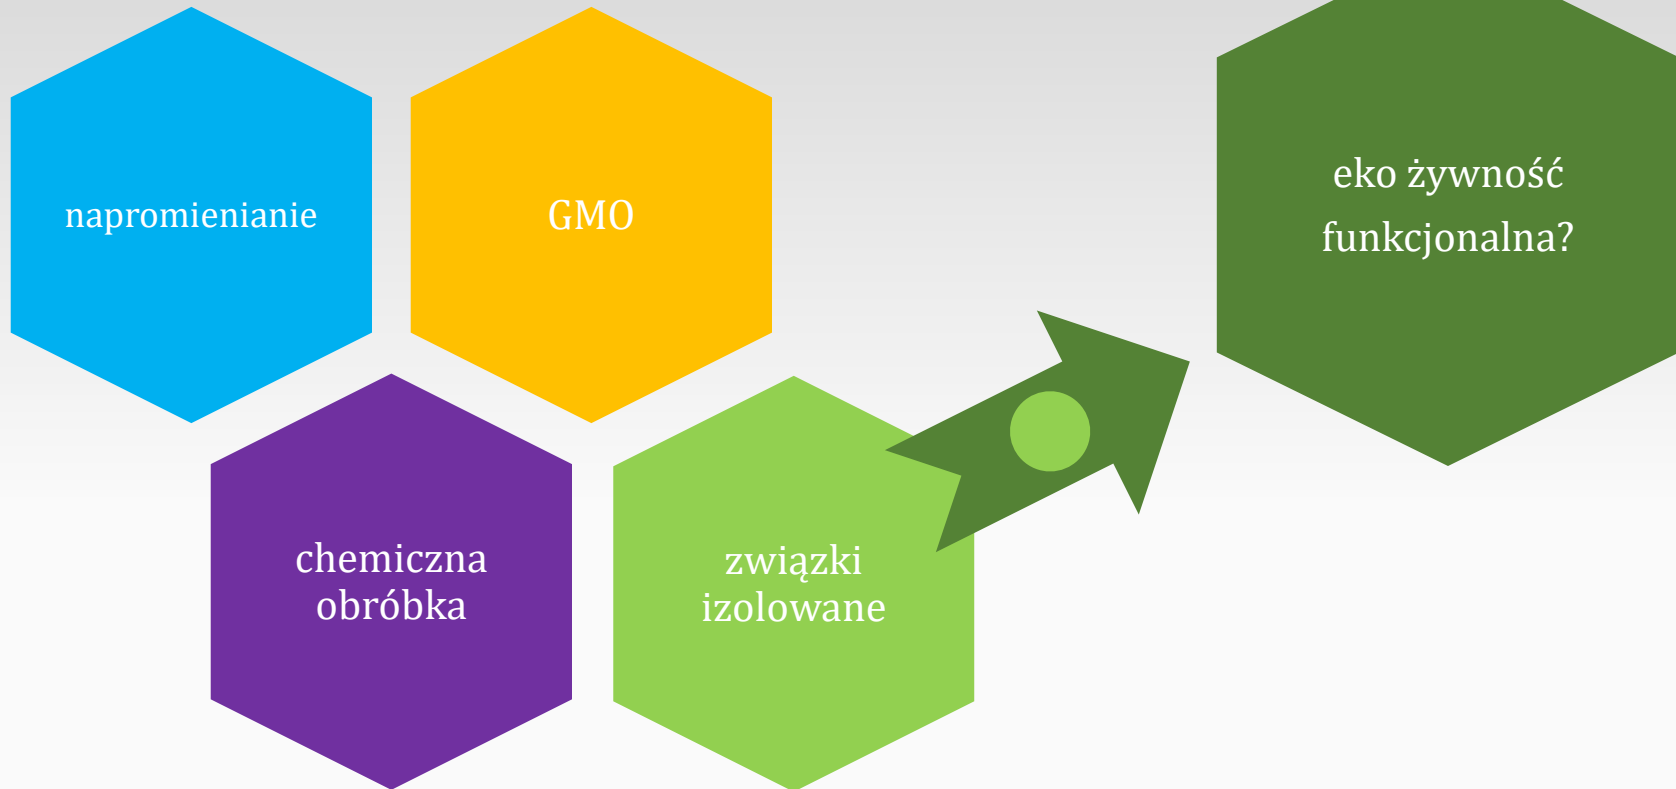 napromienianie
GMO
chemiczna
obróbka
związki
izolowane
eko żywność
funkcjonalna?